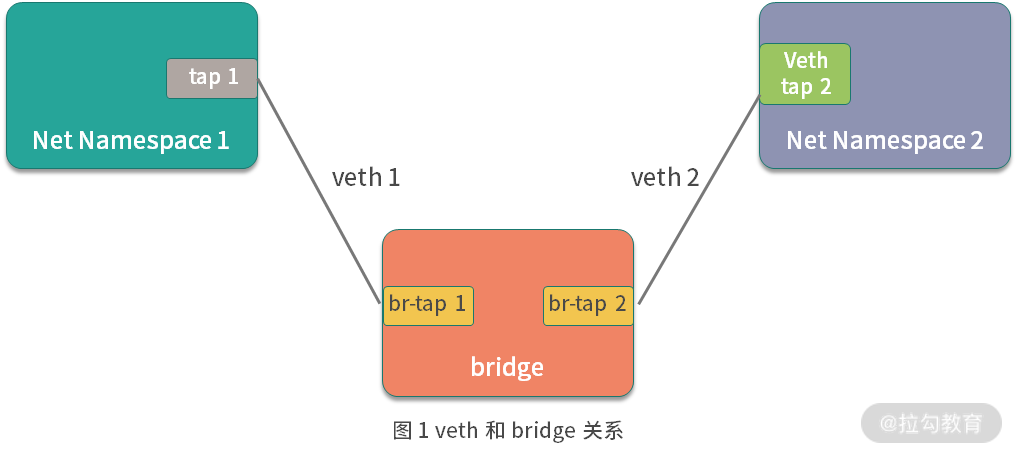 tap 1
Net Namespace 1
Veth
tap 2
Net Namespace 2
veth 1
veth 2
br-tap 1
br-tap 2
bridge
图 1 veth 和 bridge 关系
@拉勾教育